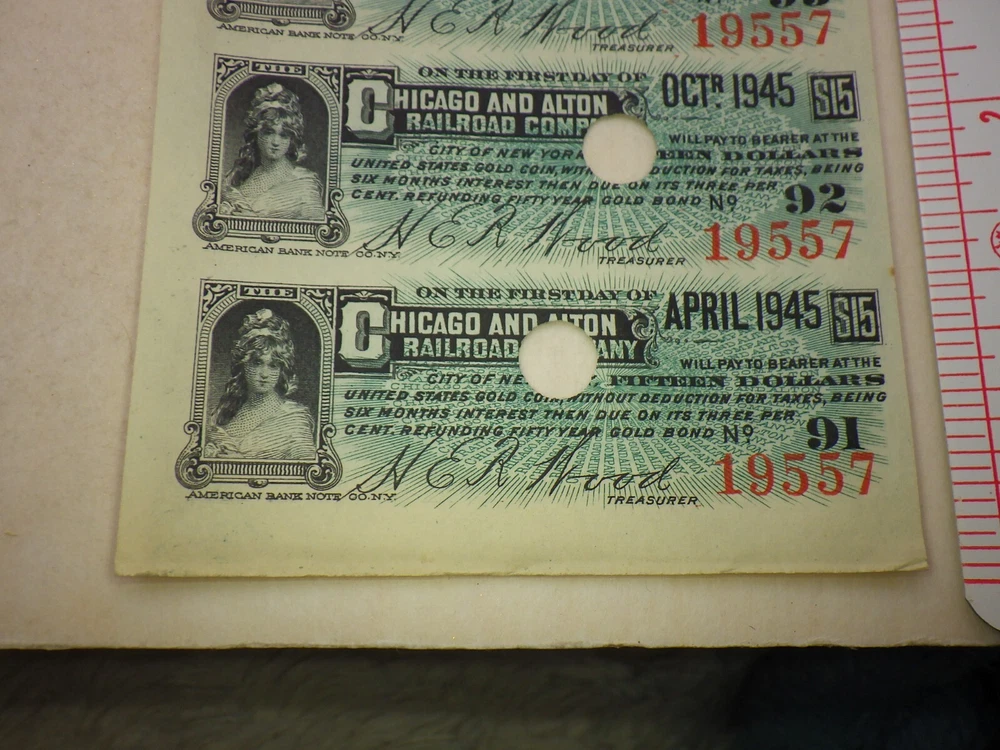 H E R Wood
AMERICAN BANK NOTE CO. N.Y.
TREASURER
19557
THE
ON THE FIRST DAY OF OCTR 1945 $15
CHICAGO AND ALTON
RAILROAD
WILL PAY TO BEARER AT THE
CITY OF NEW DOLLARS
UNITED STATES GOLD COIN, FOR TAXES, BEING
SIX MONTHS INTEREST THEN DUE ON ITS THREE PER
CENT. REFUNDING FIFTY YEAR GOLD BOND No. 92
H E R Wood 19557
AMERICAN BANK NOTE CO. N.Y. TREASURER
THE
ON THE FIRST DAY OF APRIL 1945 $15
CHICAGO AND ALTON
RAILROAD
WILL PAY TO BEARER AT THE
CITY OF FIFTEEN DOLLARS
UNITED STATES GOLD COIN WITHOUT DEDUCTION FOR TAXES, BEING
SIX MONTHS INTEREST THEN DUE ON ITS THREE PER
CENT. REFUNDING FIFTY YEAR GOLD BOND No. 91
H E R Wood 19557
AMERICAN BANK NOTE CO. N.Y. TREASURER
2